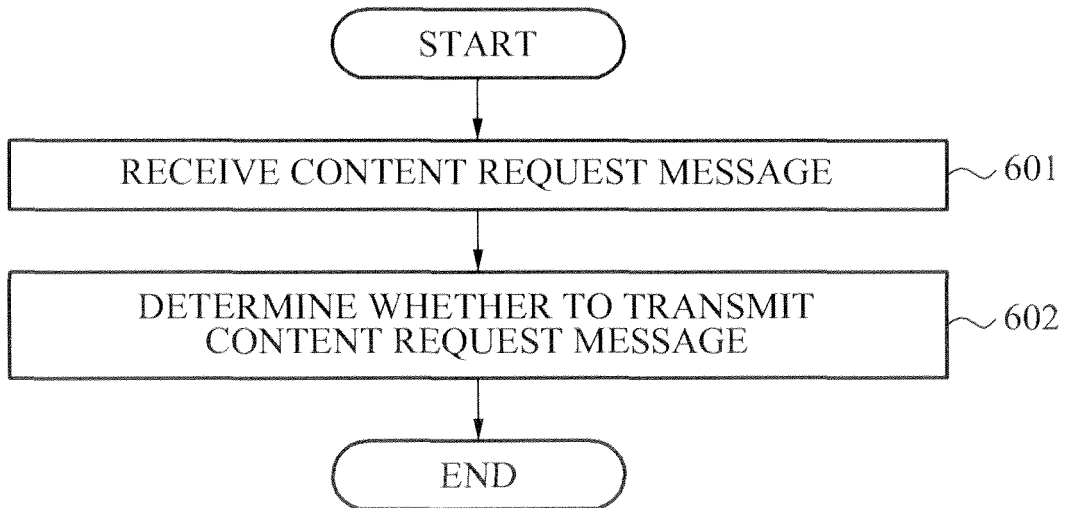 START
RECEIVE CONTENT REQUEST MESSAGE
601
DETERMINE WHETHER TO TRANSMIT
CONTENT REQUEST MESSAGE
602
END